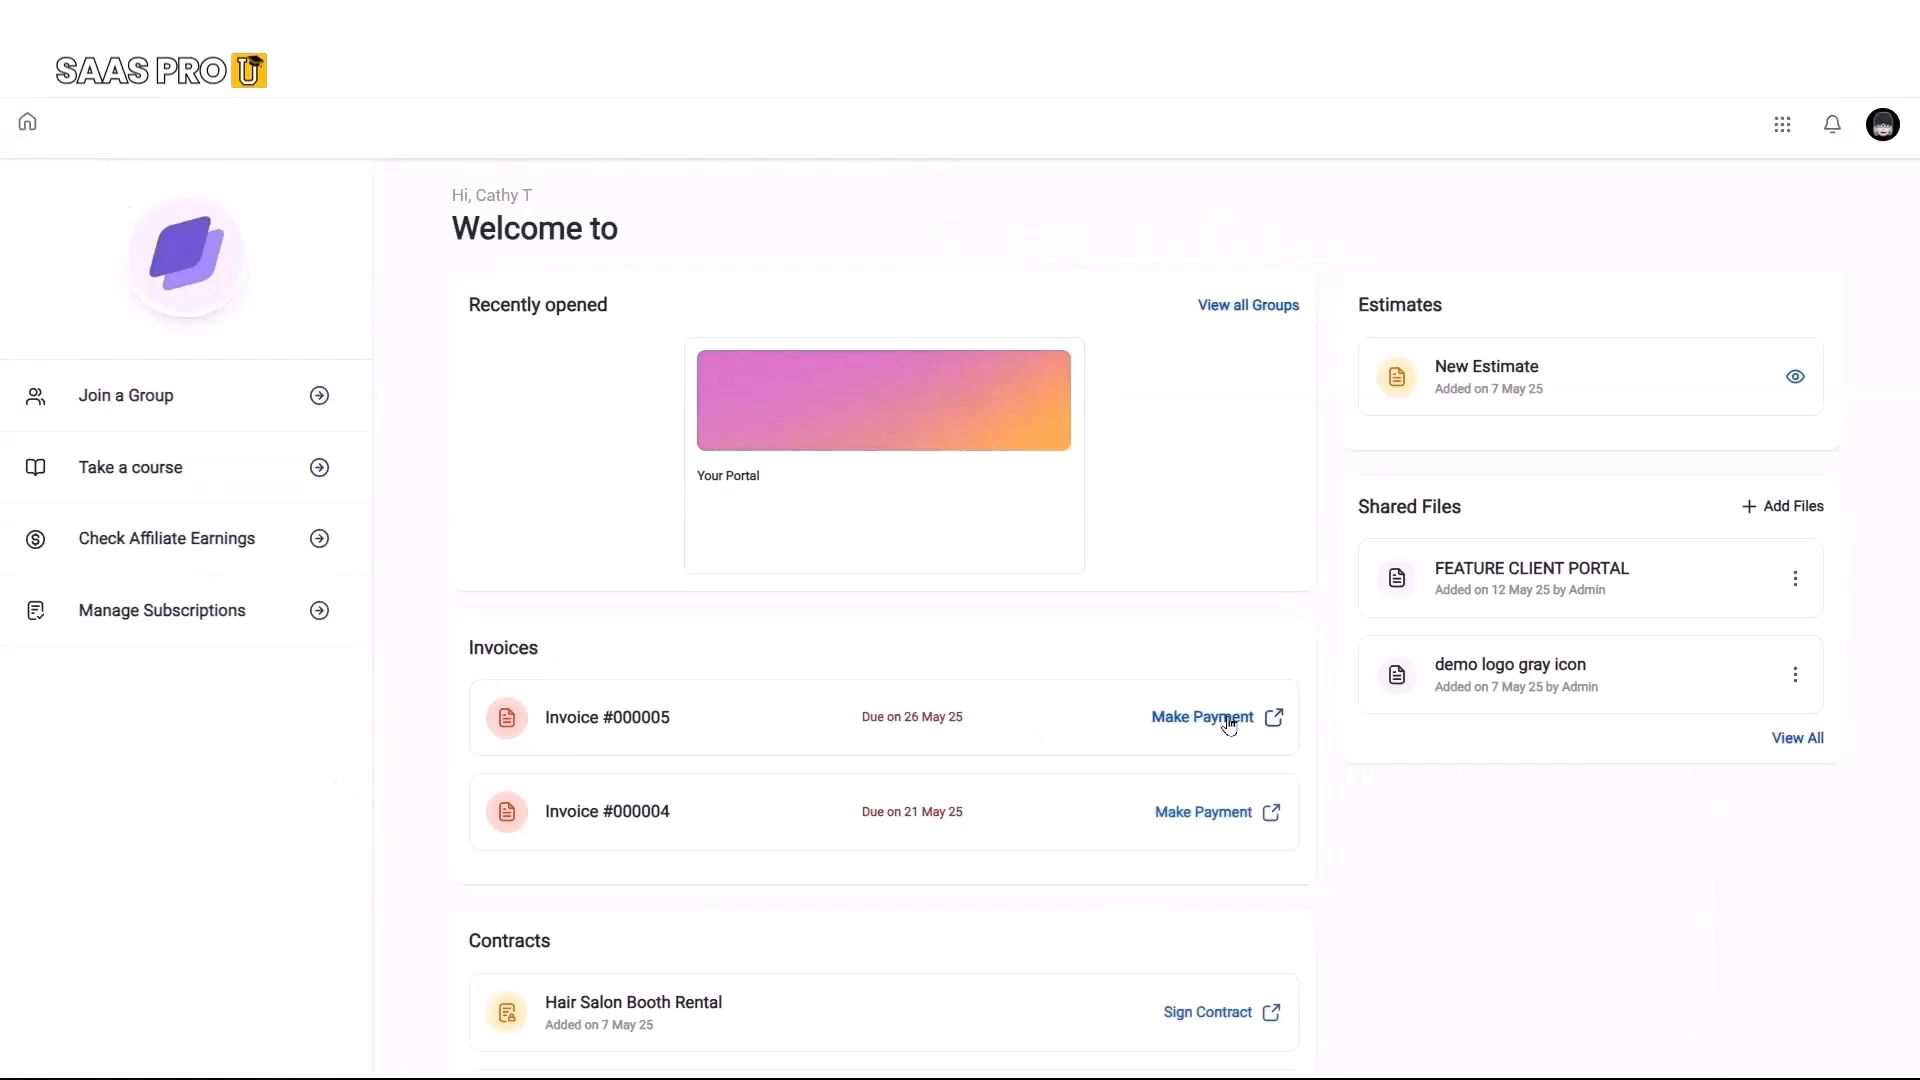 SAAS PRO U
Hi, Cathy T
Welcome to
Join a Group
Take a course
Check Affiliate Earnings
Manage Subscriptions
Recently opened
View all Groups
Your Portal
Invoices
Invoice #000005
Due on 26 May 25
Make Payment
Invoice #000004
Due on 21 May 25
Make Payment
Contracts
Hair Salon Booth Rental
Added on 7 May 25
Sign Contract
Estimates
New Estimate
Added on 7 May 25
Shared Files
+ Add Files
FEATURE CLIENT PORTAL
Added on 12 May 25 by Admin
demo logo gray icon
Added on 7 May 25 by Admin
View All